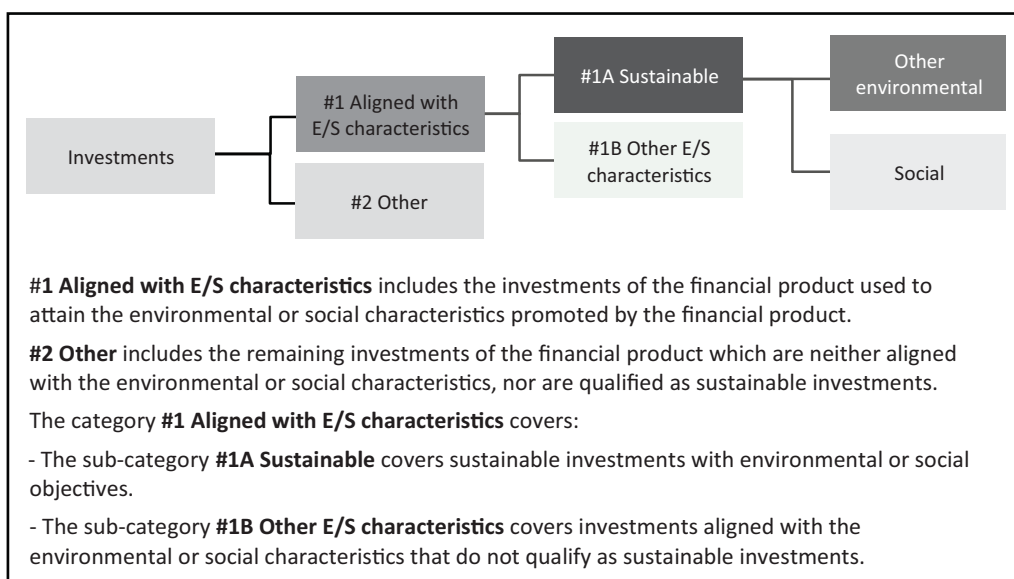 Investments
#1 Aligned with
E/S characteristics
#2 Other
#1A Sustainable
#1B Other E/S
characteristics
Other
environmental
Social
#1 Aligned with E/S characteristics includes the investments of the financial product used to
attain the environmental or social characteristics promoted by the financial product.
#2 Other includes the remaining investments of the financial product which are neither aligned
with the environmental or social characteristics, nor are qualified as sustainable investments.
The category #1 Aligned with E/S characteristics covers:
- The sub-category #1A Sustainable covers sustainable investments with environmental or social
objectives.
- The sub-category #1B Other E/S characteristics covers investments aligned with the
environmental or social characteristics that do not qualify as sustainable investments.